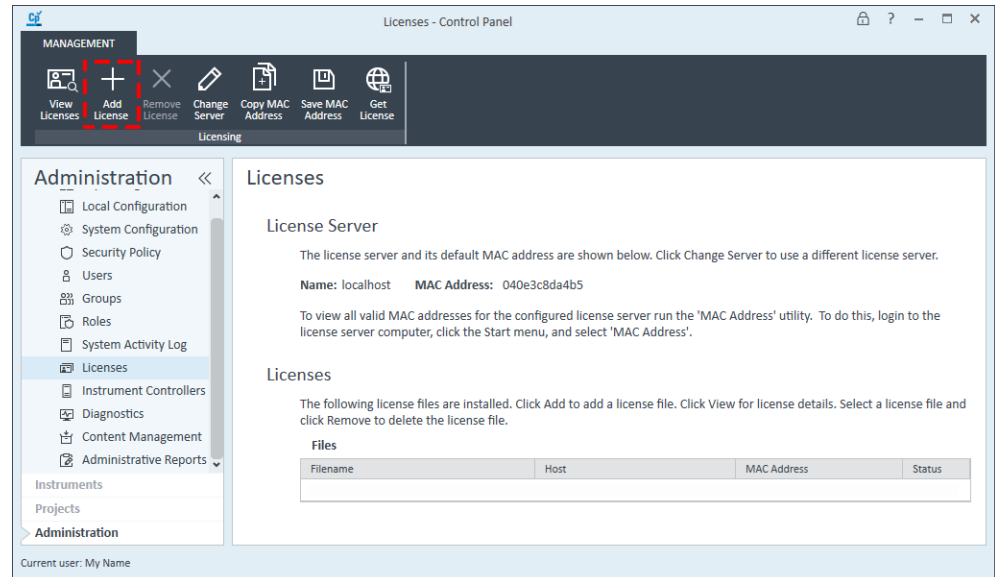 Licenses - Control Panel
?
MANAGEMENT
View Licenses
Add License
Remove License
Change Server
Copy MAC Address
Save MAC Address
Get License
Licensing
Administration
Local Configuration
System Configuration
Security Policy
Users
Groups
Roles
System Activity Log
Licenses
Instrument Controllers
Diagnostics
Content Management
Administrative Reports
Instruments
Projects
Administration
Licenses
License Server
The license server and its default MAC address are shown below. Click Change Server to use a different license server.
Name: localhost MAC Address: 040e3c8da4b5
To view all valid MAC addresses for the configured license server run the 'MAC Address' utility. To do this, login to the
license server computer, click the Start menu, and select 'MAC Address'.
Licenses
The following license files are installed. Click Add to add a license file. Click View for license details. Select a license file and
click Remove to delete the license file.
Files
Filename Host MAC Address Status
Current user: My Name